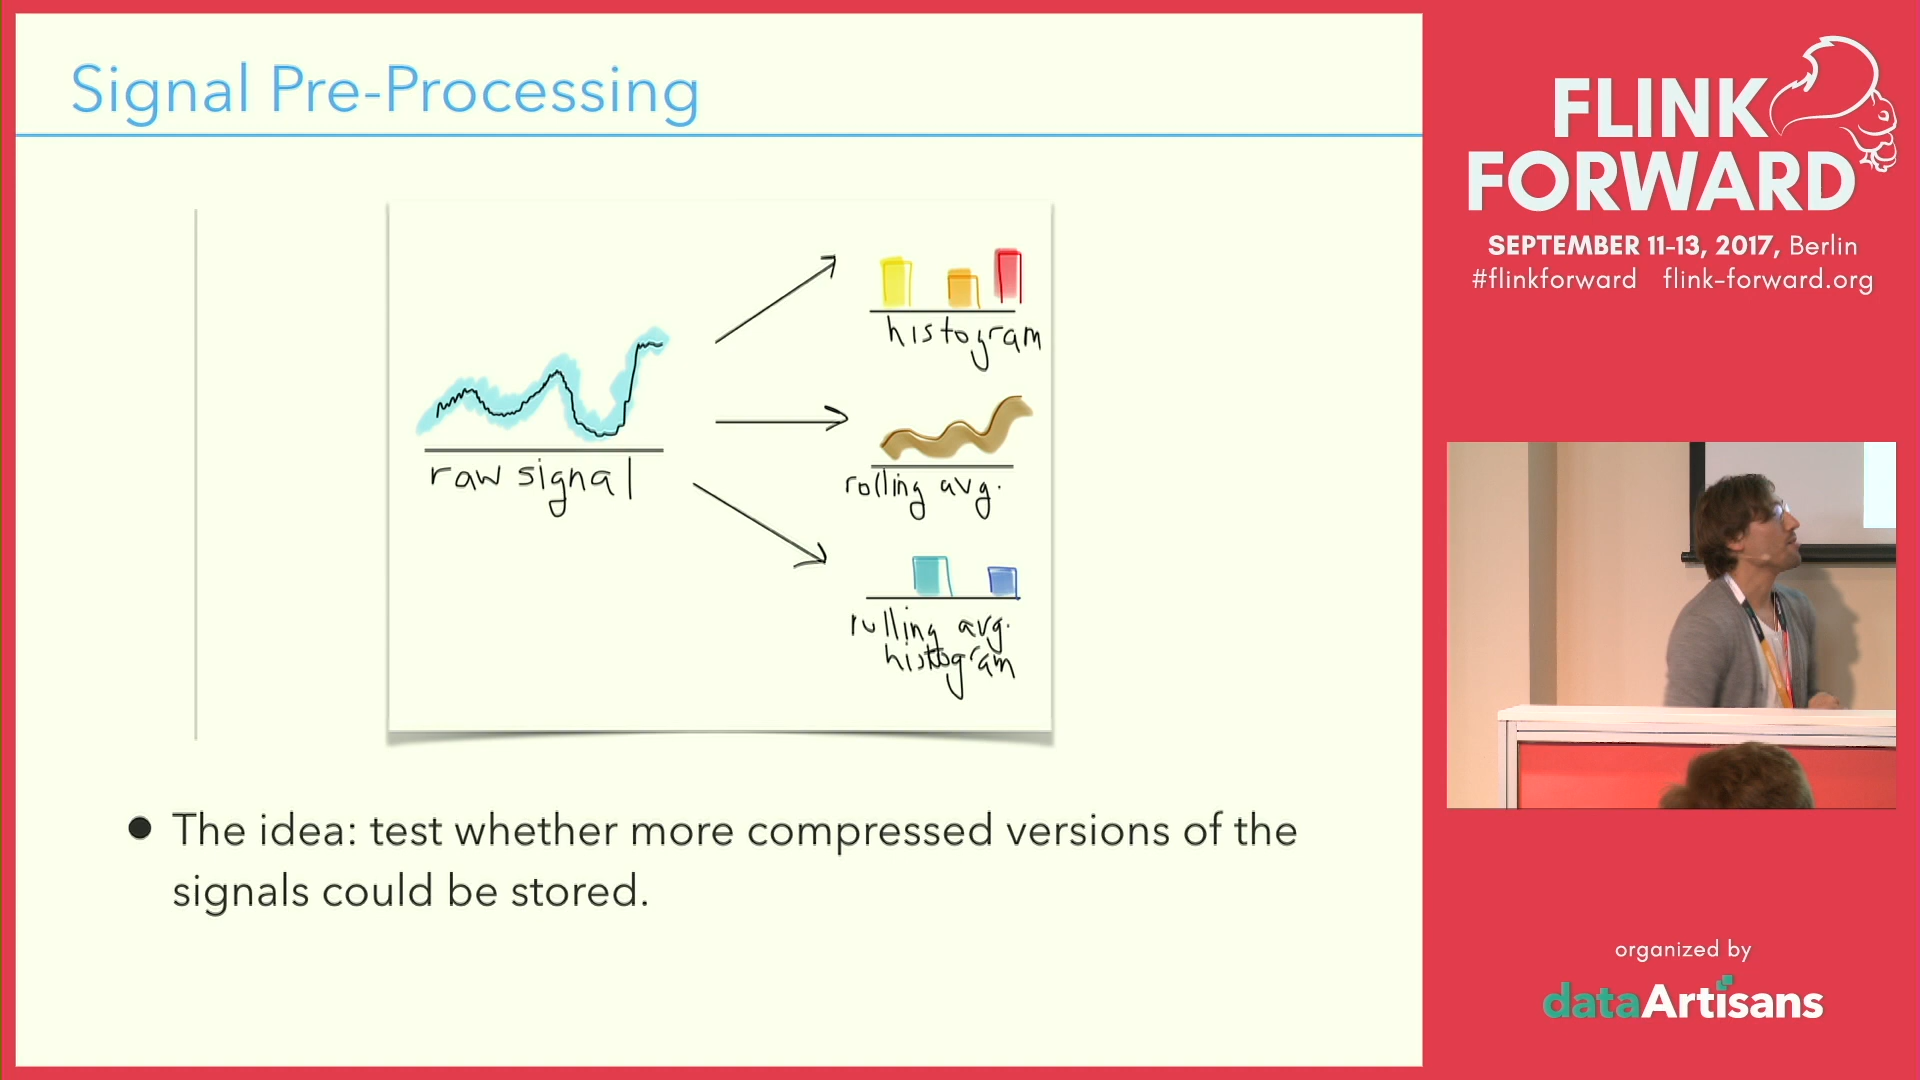 Signal Pre-Processing
raw signal
histogram
rolling avg.
rolling avg.
histogram
● The idea: test whether more compressed versions of the
signals could be stored.
FLINK
FORWARD
SEPTEMBER 11-13, 2017, Berlin
#flinkforward flink-forward.org
organized by
dataArtisans